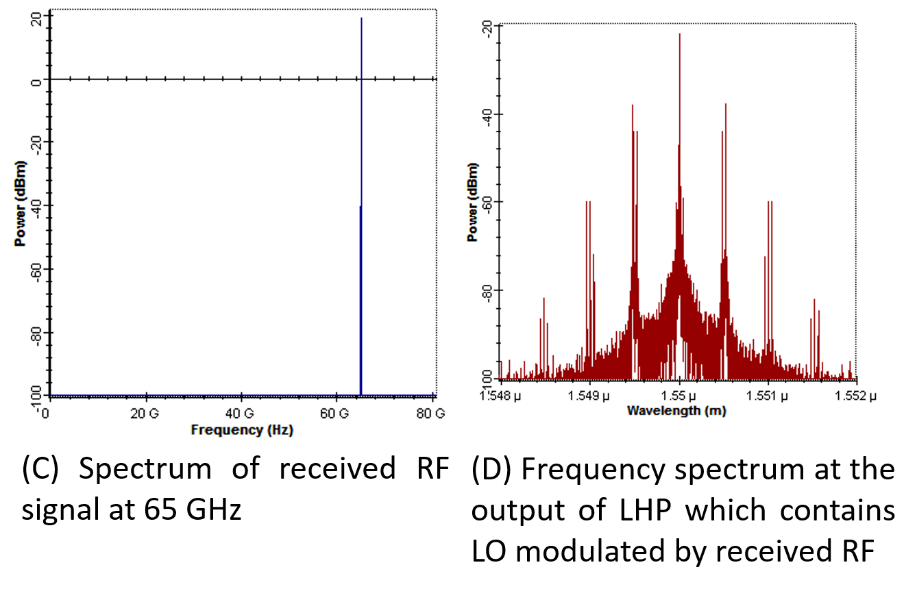 20
0
-20
-40
-60
-80
-100
Power (dBm)
0
20 G
40 G
60 G
80 G
Frequency (Hz)
-20
-40
-60
-80
-100
Power (dBm)
1.548 µ
1.549 µ
1.55 µ
1.551 µ
1.552 µ
Wavelength (m)
(C) Spectrum of received RF
signal at 65 GHz
(D) Frequency spectrum at the
output of LHP which contains
LO modulated by received RF